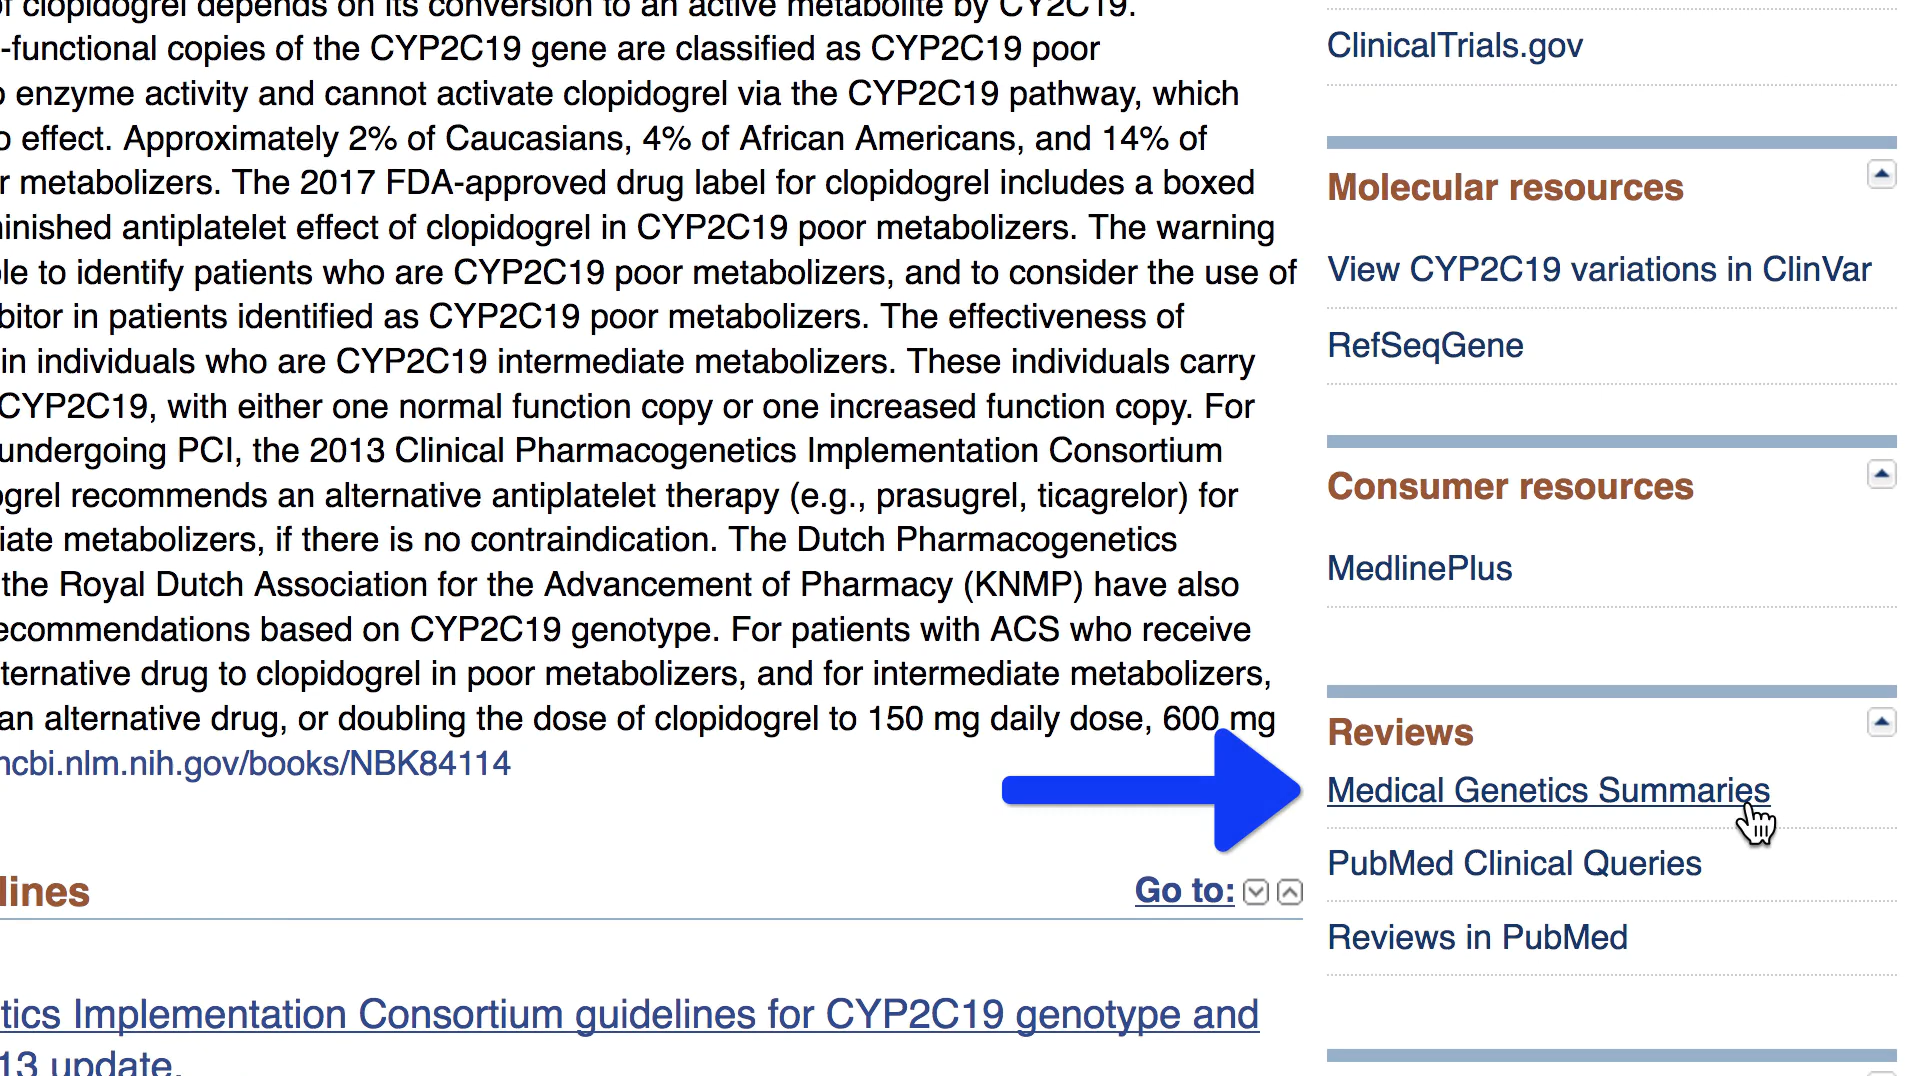 of clopidogrel depends on its conversion to an active metabolite by CY2C19.
-functional copies of the CYP2C19 gene are classified as CYP2C19 poor
enzyme activity and cannot activate clopidogrel via the CYP2C19 pathway, which
effect. Approximately 2% of Caucasians, 4% of African Americans, and 14% of
metabolizers. The 2017 FDA-approved drug label for clopidogrel includes a boxed
inished antiplatelet effect of clopidogrel in CYP2C19 poor metabolizers. The warning
le to identify patients who are CYP2C19 poor metabolizers, and to consider the use of
bitor in patients identified as CYP2C19 poor metabolizers. The effectiveness of
in individuals who are CYP2C19 intermediate metabolizers. These individuals carry
CYP2C19, with either one normal function copy or one increased function copy. For
undergoing PCI, the 2013 Clinical Pharmacogenetics Implementation Consortium
ogrel recommends an alternative antiplatelet therapy (e.g., prasugrel, ticagrelor) for
iate metabolizers, if there is no contraindication. The Dutch Pharmacogenetics
the Royal Dutch Association for the Advancement of Pharmacy (KNMP) have also
ecommendations based on CYP2C19 genotype. For patients with ACS who receive
ternative drug to clopidogrel in poor metabolizers, and for intermediate metabolizers,
an alternative drug, or doubling the dose of clopidogrel to 150 mg daily dose, 600 mg
ncbi.nlm.nih.gov/books/NBK84114
lines
Go to:
tics Implementation Consortium guidelines for CYP2C19 genotype and
13 update.
ClinicalTrials.gov
Molecular resources
View CYP2C19 variations in ClinVar
RefSeqGene
Consumer resources
MedlinePlus
Reviews
Medical Genetics Summaries
PubMed Clinical Queries
Reviews in PubMed